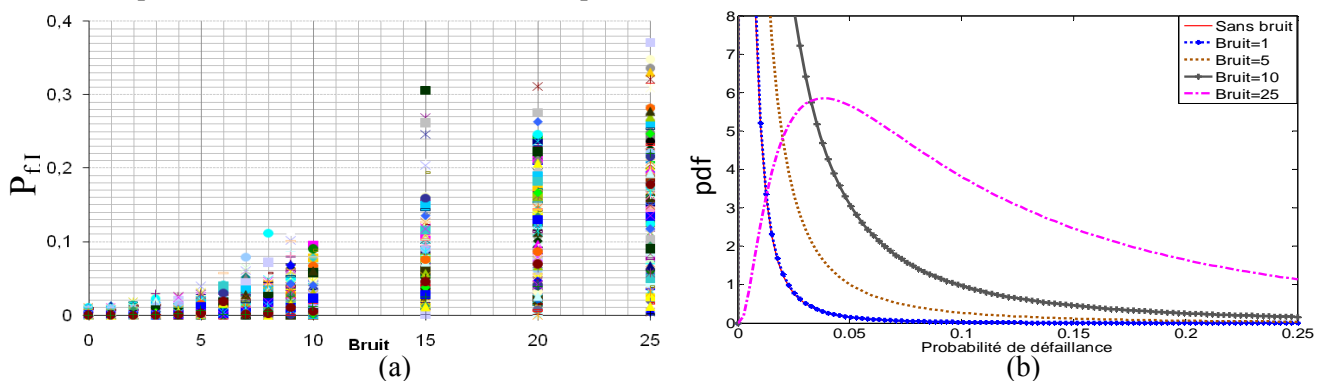 0,4
0,3
0,2
0,1
0
P_f I
0 5 10 Bruit 15 20 25
(a)
8
7
6
5
4
3
2
1
0
pdf
0 0.05 0.1 0.15 0.2 0.25
Probabilité de défaillance
Sans bruit
Bruit=1
Bruit=5
Bruit=10
Bruit=25
(b)